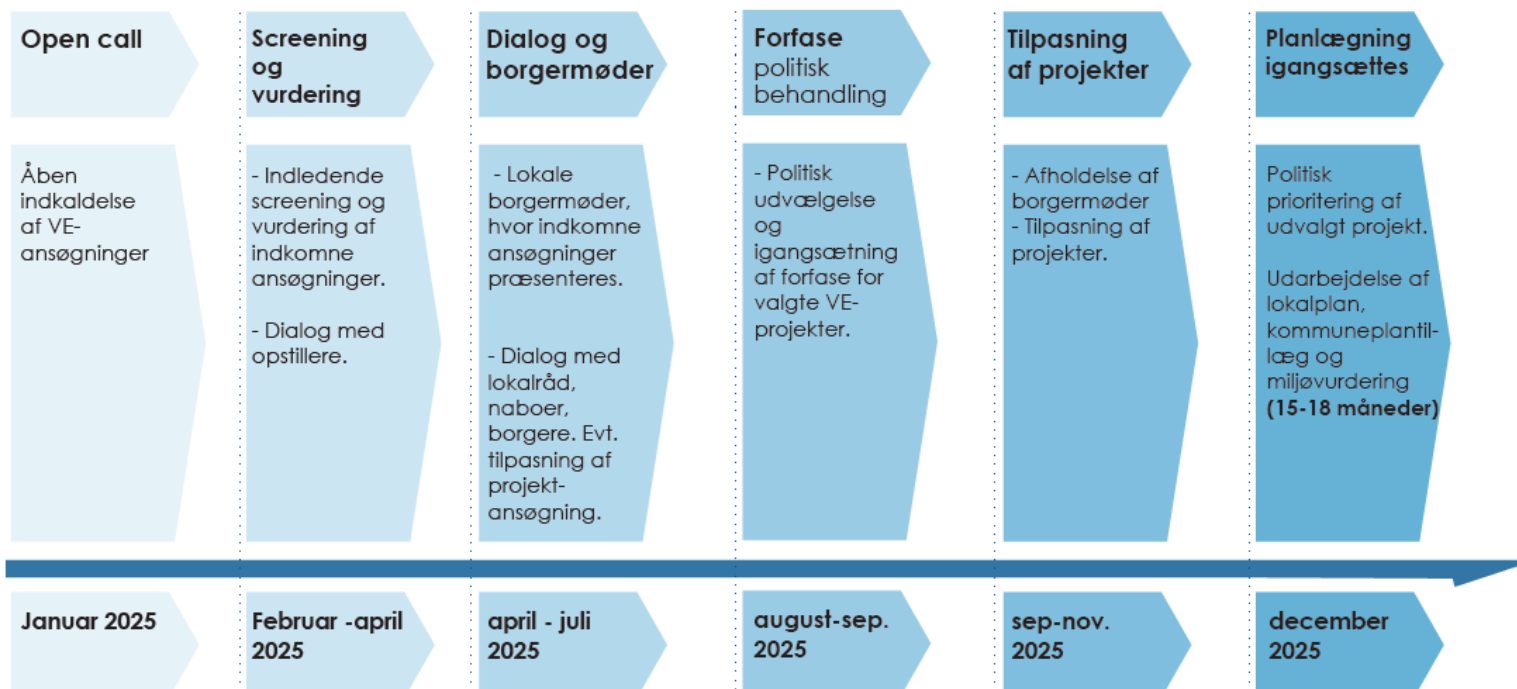 Open call
Screening
og
vurdering
Dialog og
borgermøder
Forfase
politisk
behandling
Tilpasning
af projekter
Planlægning
igangsættes
Åben
indkaldelse
af VE-
ansøgninger
- Indledende
screening og
vurdering af
indkomne
ansøgninger.
- Dialog med
opstillere.
- Lokale
borgermøder,
hvor indkomne
ansøgninger
præsenteres.
- Dialog med
lokalråd,
naboer,
borgere. Evt.
tilpasning af
projekt-
ansøgning.
- Politisk
udvælgelse
og
igangsætning
af forfase for
valgte VE-
projekter.
- Afholdelse af
borgermøder
- Tilpasning af
projekter.
Politisk
prioritering af
udvalgt projekt.
Udarbejdelse af
lokalplan,
kommuneplantil-
læg og
miljøvurdering
(15-18 måneder)
Januar 2025
Februar -april
2025
april - juli
2025
august-sep.
2025
sep-nov.
2025
december
2025